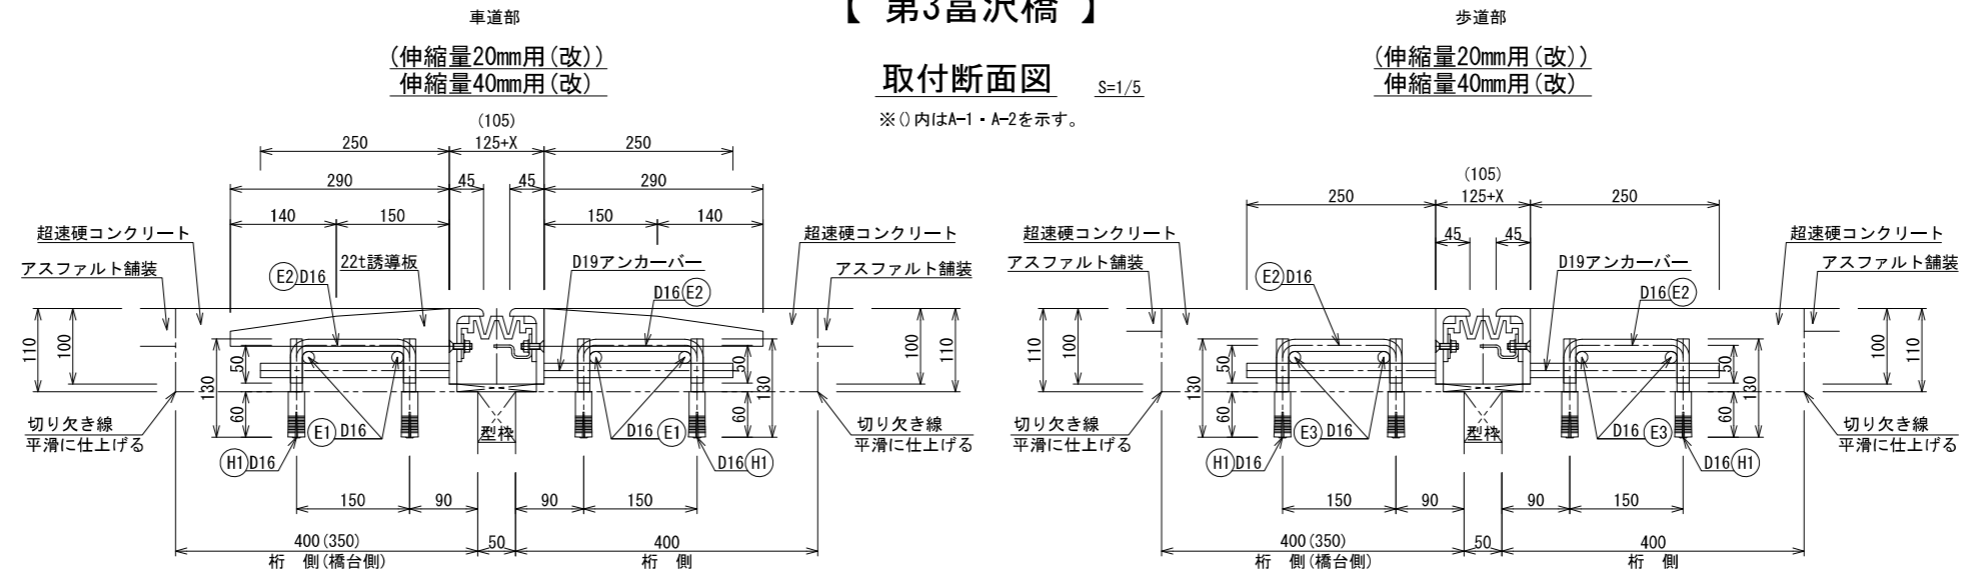 【 第3富沢橋 】
取付断面図 S=1/5
※()内はA-1・A-2を示す。
車道部
(伸縮量20mm用(改))
伸縮量40mm用(改)
(105)
250 125+X 250
290 45 45 290
140 150 150 140
超速硬コンクリート
アスファルト舗装
E2 D16
22t誘導板
D19アンカーバー
D16 E2
超速硬コンクリート
アスファルト舗装
110 100 50 130 60
50 130 60 100 110
切り欠き線
平滑に仕上げる
E1 D16
型枠
D16 E1
H1 D16
D16 H1
切り欠き線
平滑に仕上げる
150 90 90 150
400(350) 50 400
桁 側(橋台側) 桁 側
歩道部
(伸縮量20mm用(改))
伸縮量40mm用(改)
(105)
250 125+X 250
45 45
超速硬コンクリート
アスファルト舗装
E2 D16
D19アンカーバー
D16 E2
超速硬コンクリート
アスファルト舗装
110 100 50 130 60
50 130 60 100 110
切り欠き線
平滑に仕上げる
E3 D16
型枠
D16 E3
H1 D16
D16 H1
切り欠き線
平滑に仕上げる
150 90 90 150
400(350) 50 400
桁 側(橋台側) 桁 側